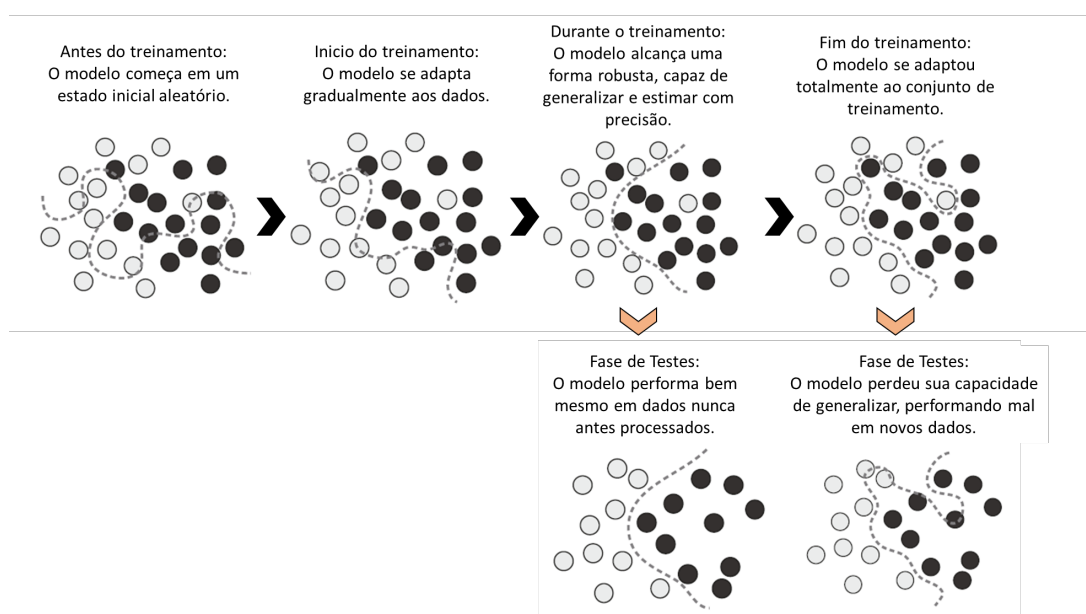 Antes do treinamento:
O modelo começa em um
estado inicial aleatório.
Inicio do treinamento:
O modelo se adapta
gradualmente aos dados.
Durante o treinamento:
O modelo alcança uma
forma robusta, capaz de
generalizar e estimar com
precisão.
Fim do treinamento:
O modelo se adaptou
totalmente ao conjunto de
treinamento.
Fase de Testes:
O modelo performa bem
mesmo em dados nunca
antes processados.
Fase de Testes:
O modelo perdeu sua capacidade
de generalizar, performando mal
em novos dados.